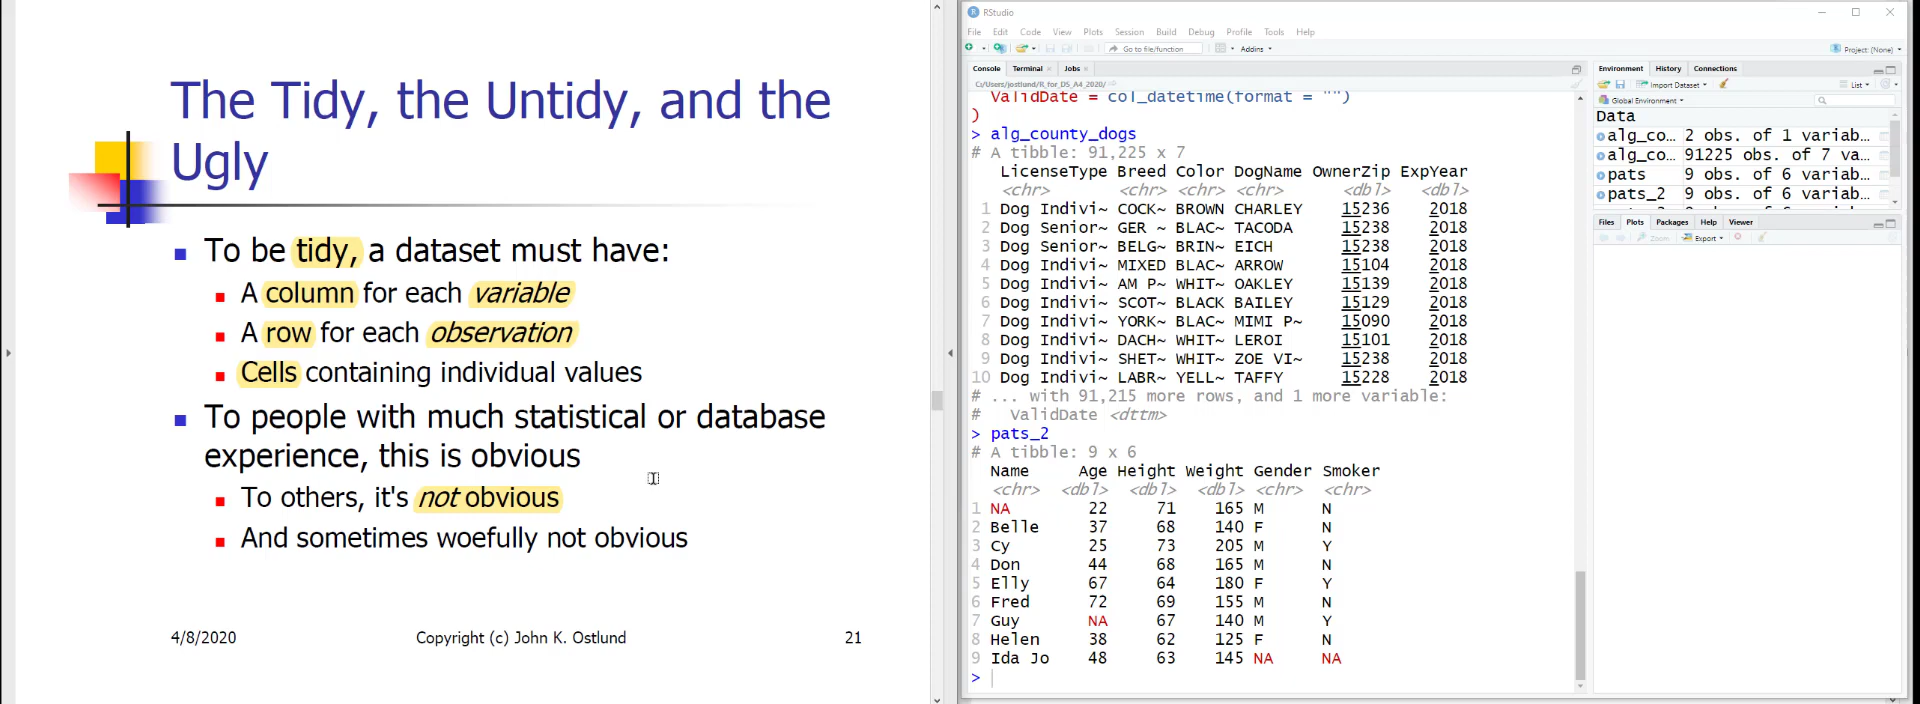 The Tidy, the Untidy, and the
Ugly
To be tidy, a dataset must have:
A column for each variable
A row for each observation
Cells containing individual values
To people with much statistical or database
experience, this is obvious
To others, it's not obvious
And sometimes woefully not obvious
4/8/2020 Copyright (c) John K. Ostlund 21
RStudio
File Edit Code View Plots Session Build Debug Profile Tools Help
Go to file/function Addins Project: (None)
Console Terminal Jobs
C:/Users/jostlund/R_for_DS_A4_2020/
ValidDate = col_datetime(format = "")
)
> alg_county_dogs
# A tibble: 91,225 x 7
LicenseType Breed Color DogName OwnerZip ExpYear
<chr> <chr> <chr> <chr> <dbl> <dbl>
1 Dog Indivi~ COCK~ BROWN CHARLEY 15236 2018
2 Dog Senior~ GER ~ BLAC~ TACODA 15238 2018
3 Dog Indivi~ BELG~ BRIN~ EICH 15238 2018
4 Dog Indivi~ MIXED BLAC~ ARROW 15104 2018
5 Dog Indivi~ AM P~ WHIT~ OAKLEY 15139 2018
6 Dog Indivi~ SCOT~ BLACK BAILEY 15129 2018
7 Dog Indivi~ YORK~ BLAC~ MIMI P~ 15090 2018
8 Dog Indivi~ DACH~ WHIT~ LEROI 15101 2018
9 Dog Indivi~ SHET~ WHIT~ ZOE VI~ 15238 2018
10 Dog Indivi~ LABR~ YELL~ TAFFY 15228 2018
# ... with 91,215 more rows, and 1 more variable:
# ValidDate <dttm>
> pats_2
# A tibble: 9 x 6
Name Age Height Weight Gender Smoker
<chr> <dbl> <dbl> <dbl> <chr> <chr>
1 NA 22 71 165 M N
2 Belle 37 68 140 F N
3 Cy 25 73 205 M Y
4 Don 44 68 165 M N
5 Elly 67 64 180 F Y
6 Fred 72 69 155 M N
7 Guy NA 67 140 M Y
8 Helen 38 62 125 F N
9 Ida Jo 48 63 145 NA NA
>
Environment History Connections
Import Dataset List
Global Environment
Data
alg_co... 2 obs. of 1 variab...
alg_co... 91225 obs. of 7 va...
pats 9 obs. of 6 variab...
pats_2 9 obs. of 6 variab...
Files Plots Packages Help Viewer
Zoom Export